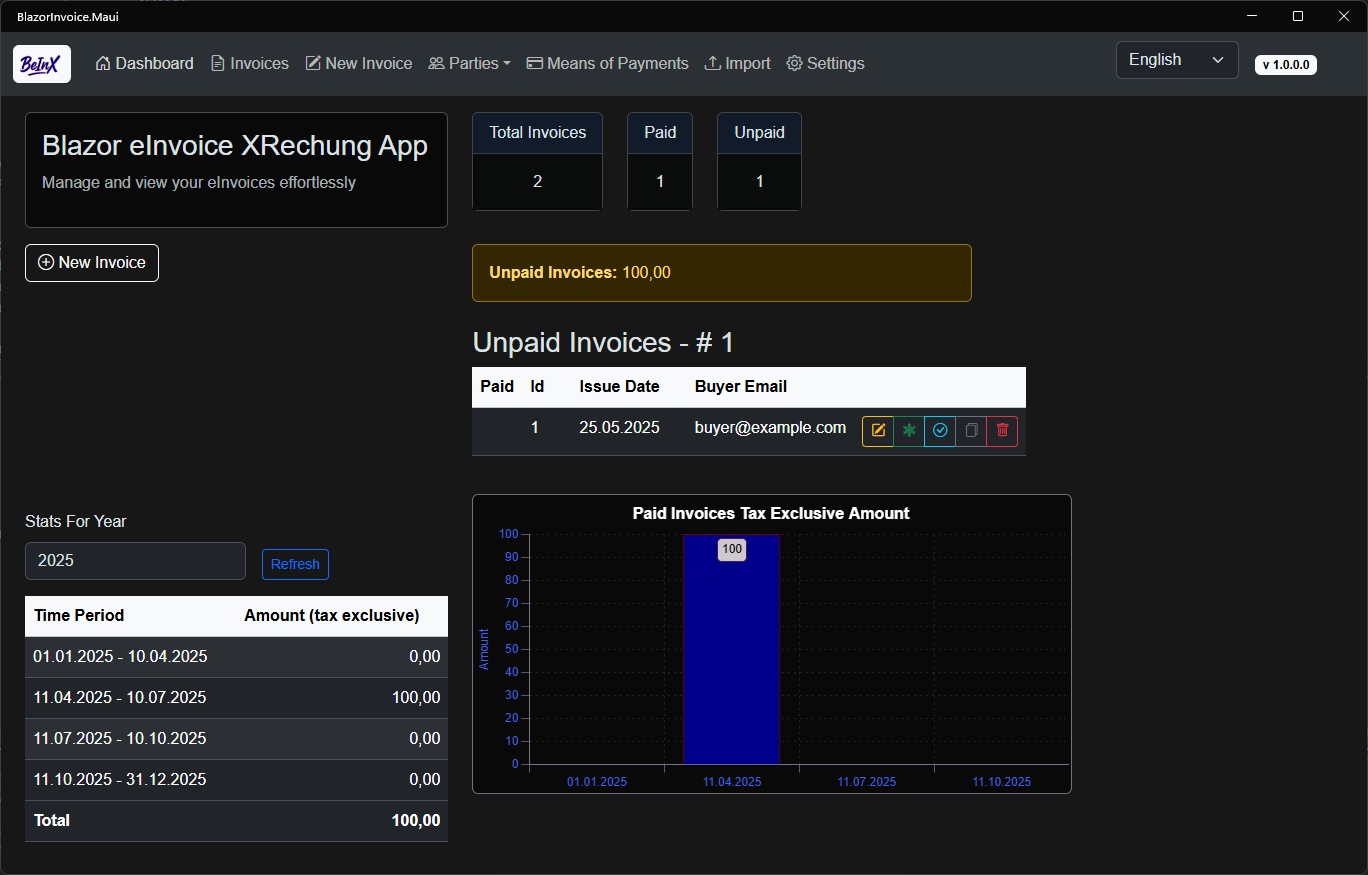 BlazorInvoice.Maui
BeInX
Dashboard
Invoices
New Invoice
Parties
Means of Payments
Import
Settings
English
v 1.0.0.0
Blazor eInvoice XRechung App
Manage and view your eInvoices effortlessly
New Invoice
Total Invoices
2
Paid
1
Unpaid
1
Unpaid Invoices: 100,00
Unpaid Invoices - # 1
Paid Id Issue Date Buyer Email
1 25.05.2025 buyer@example.com
Stats For Year
2025
Refresh
Time Period Amount (tax exclusive)
01.01.2025 - 10.04.2025 0,00
11.04.2025 - 10.07.2025 100,00
11.07.2025 - 10.10.2025 0,00
11.10.2025 - 31.12.2025 0,00
Total 100,00
Paid Invoices Tax Exclusive Amount
Amount
100
90
80
70
60
50
40
30
20
10
0
100
01.01.2025 11.04.2025 11.07.2025 11.10.2025